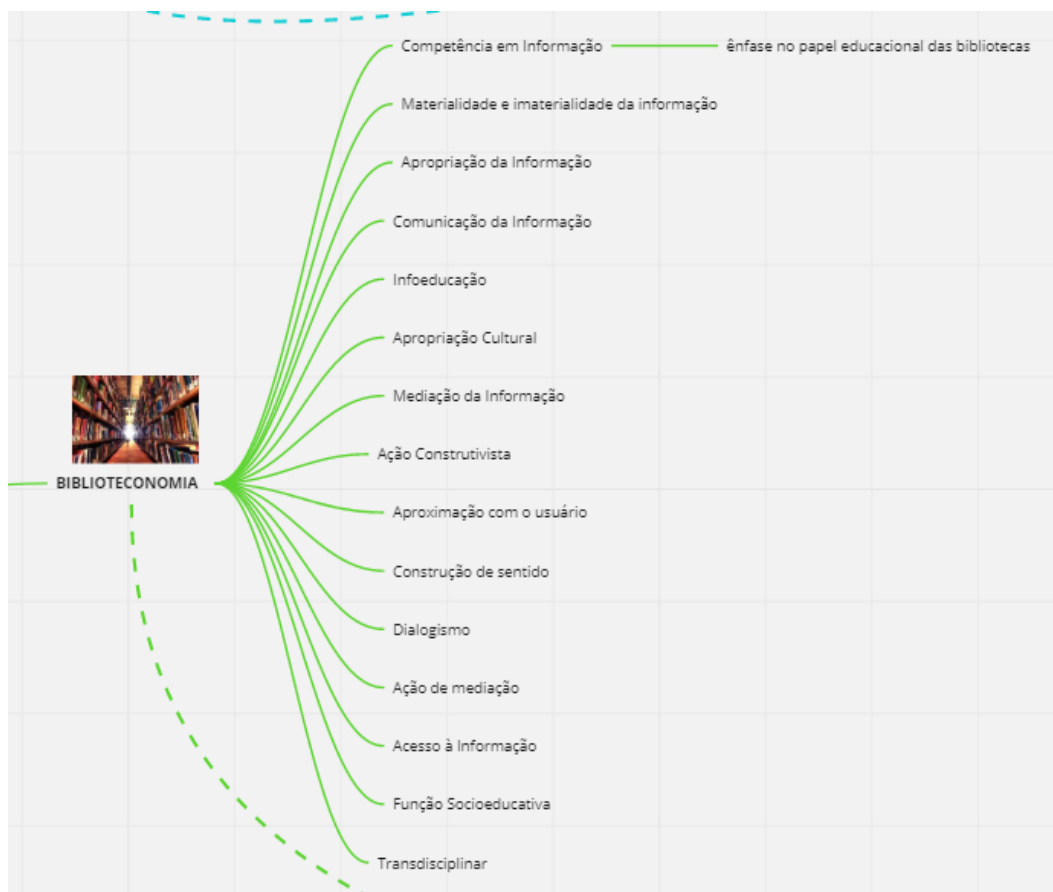 Competência em Informação
ênfase no papel educacional das bibliotecas
Materialidade e imaterialidade da informação
Apropriação da Informação
Comunicação da Informação
Infoeducação
Apropriação Cultural
Mediação da Informação
Ação Construtivista
BIBLIOTECONOMIA
Aproximação com o usuário
Construção de sentido
Dialogismo
Ação de mediação
Acesso à Informação
Função Socioeducativa
Transdisciplinar